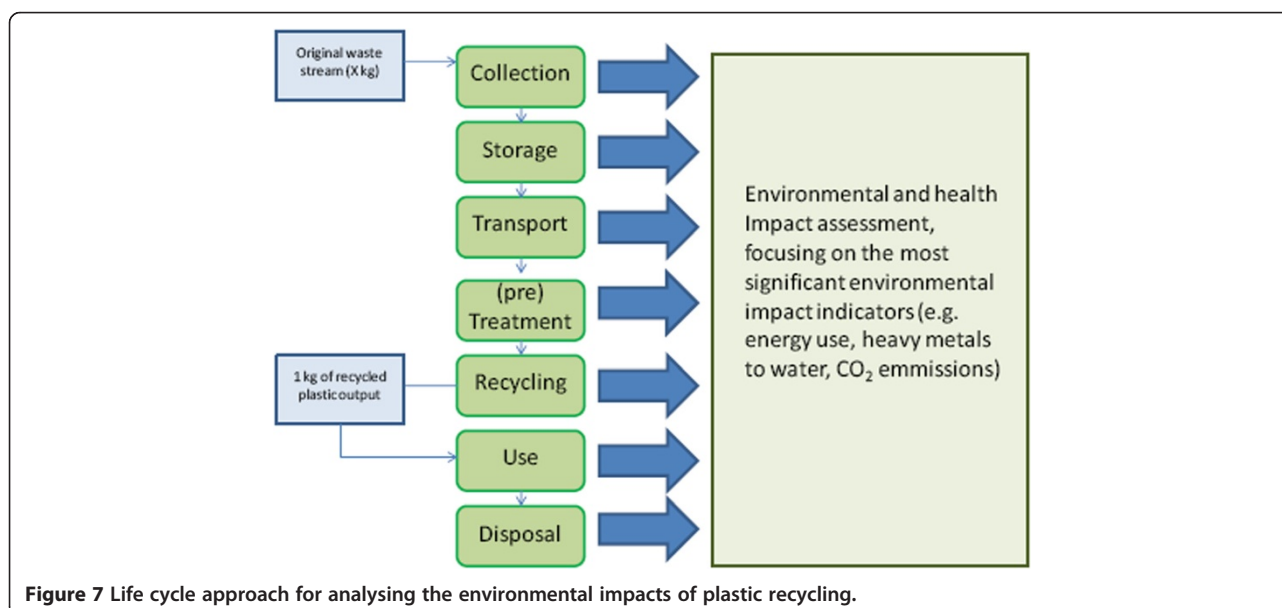 Original waste
stream (X kg)
Collection
Storage
Transport
(pre)
Treatment
1 kg of recycled
plastic output
Recycling
Use
Disposal
Environmental and health
Impact assessment,
focusing on the most
significant environmental
impact indicators (e.g.
energy use, heavy metals
to water, CO₂ emmissions)
Figure 7 Life cycle approach for analysing the environmental impacts of plastic recycling.